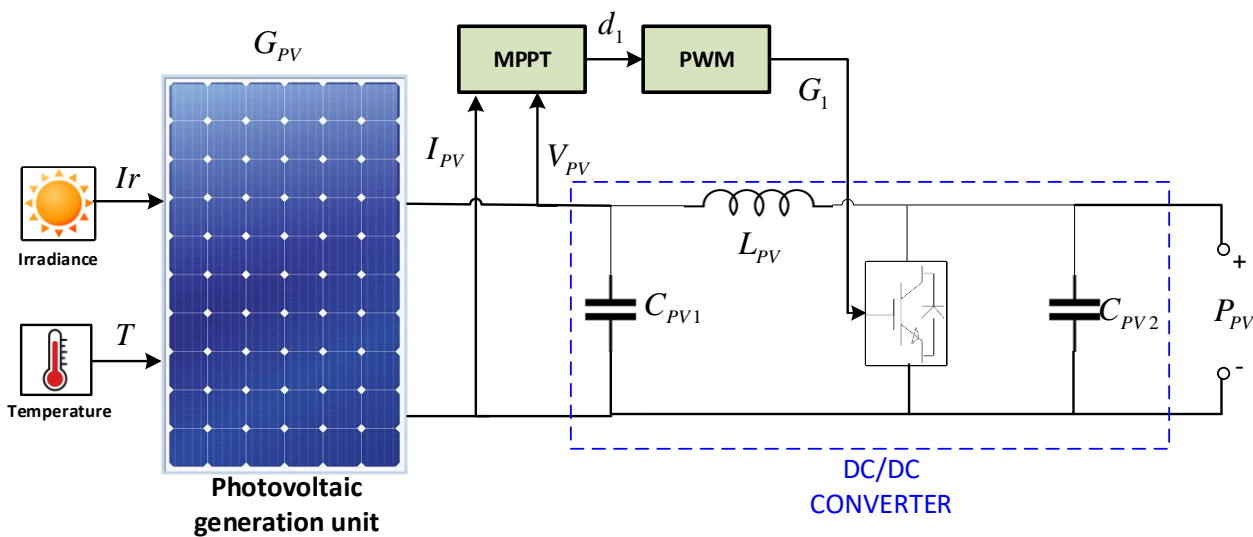 G_PV
MPPT
d_1
PWM
G_1
I_PV
V_PV
Ir
Irradiance
T
Temperature
L_PV
C_PV1
C_PV2
+
P_PV
-
Photovoltaic
generation unit
DC/DC
CONVERTER